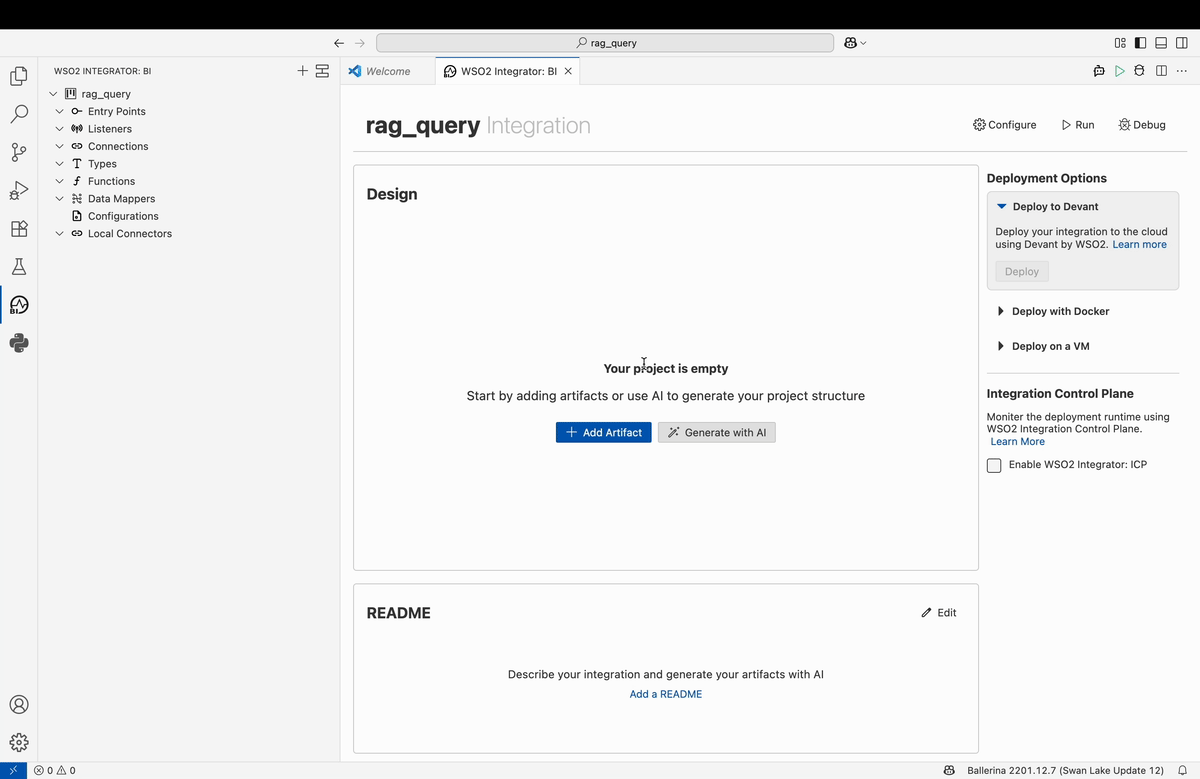 rag_query
WSO2 INTEGRATOR: BI
Welcome
WSO2 Integrator: BI
rag_query
Entry Points
Listeners
Connections
Types
Functions
Data Mappers
Configurations
Local Connectors
rag_query Integration
Configure
Run
Debug
Design
Your project is empty
Start by adding artifacts or use AI to generate your project structure
Add Artifact
Generate with AI
README
Edit
Describe your integration and generate your artifacts with AI
Add a README
Deployment Options
Deploy to Devant
Deploy your integration to the cloud
using Devant by WSO2. Learn more
Deploy
Deploy with Docker
Deploy on a VM
Integration Control Plane
Moniter the deployment runtime using
WSO2 Integration Control Plane.
Learn More
Enable WSO2 Integrator: ICP
BI
0 0
Ballerina 2201.12.7 (Swan Lake Update 12)